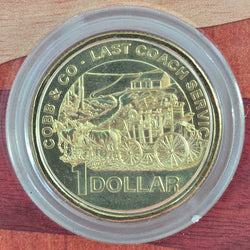 COBB & CO - LAST COACH SERVICE
1 DOLLAR